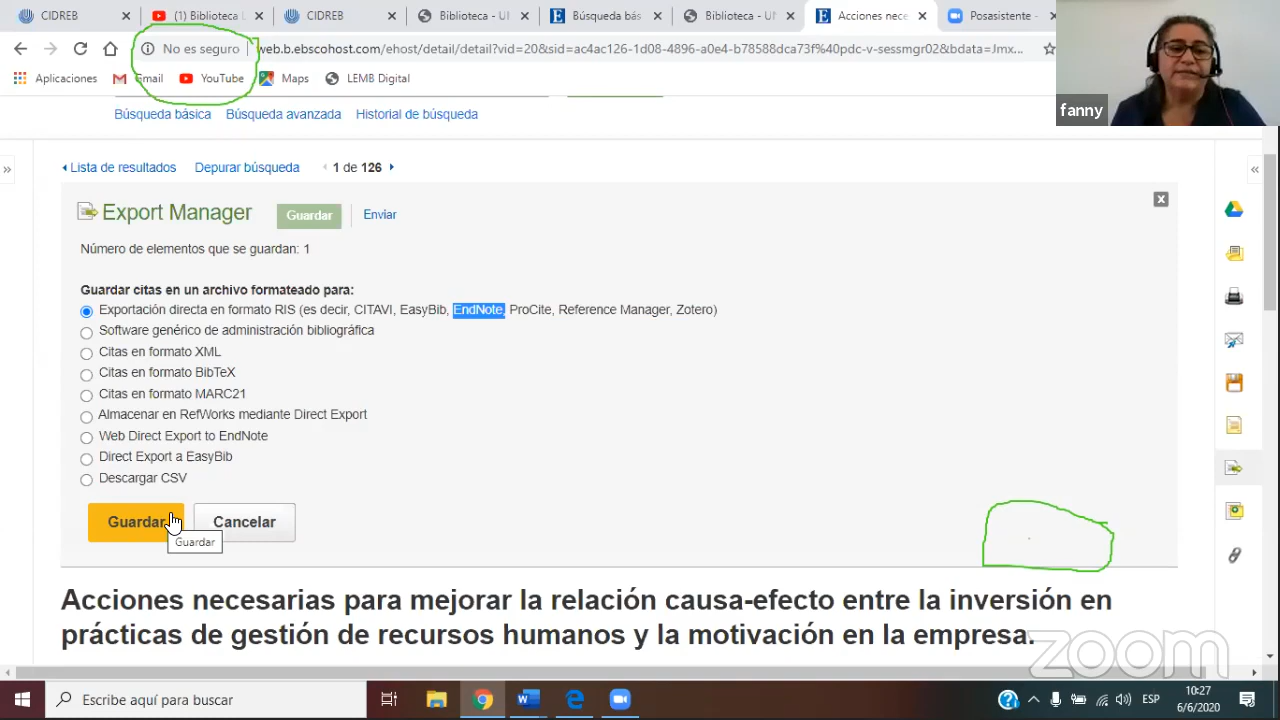 CIDREB
(1) Biblioteca
CIDREB
Biblioteca - U
Búsqueda bás
Biblioteca - U
Acciones nece
Posasistente
No es seguro
web.b.ebscohost.com/ehost/detail/detail?vid=20&sid=ac4ac126-1d08-4896-a0e4-b78588dca73f%40pdc-v-sessmgr02&bdata=Jmx...
Aplicaciones
Gmail
YouTube
Maps
LEMB Digital
fanny
Búsqueda básica
Búsqueda avanzada
Historial de búsqueda
Lista de resultados
Depurar búsqueda
1 de 126
Export Manager
Guardar
Enviar
Número de elementos que se guardan: 1
Guardar citas en un archivo formateado para:
Exportación directa en formato RIS (es decir, CITAVI, EasyBib, EndNote, ProCite, Reference Manager, Zotero)
Software genérico de administración bibliográfica
Citas en formato XML
Citas en formato BibTeX
Citas en formato MARC21
Almacenar en RefWorks mediante Direct Export
Web Direct Export to EndNote
Direct Export a EasyBib
Descargar CSV
Guardar
Cancelar
Guardar
Acciones necesarias para mejorar la relación causa-efecto entre la inversión en
prácticas de gestión de recursos humanos y la motivación en la empresa.
zoom
Escribe aquí para buscar
ESP
10:27
6/6/2020